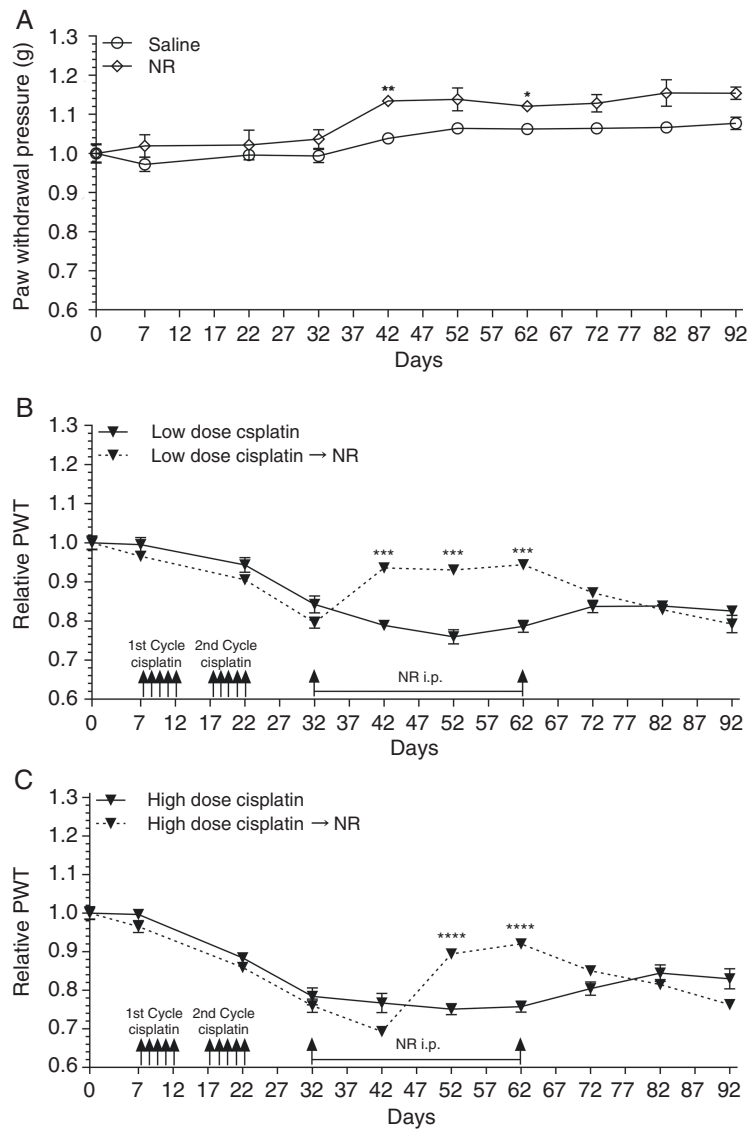 A
1.3
1.2
1.1
1.0
0.9
0.8
0.7
0.6
Paw withdrawal pressure (g)
Saline
NR
**
*
0 7 12 17 22 27 32 37 42 47 52 57 62 67 72 77 82 87 92
Days
B
1.3
1.2
1.1
1.0
0.9
0.8
0.7
0.6
Relative PWT
Low dose csplatin
Low dose cisplatin → NR
*** *** ***
1st Cycle 2nd Cycle
cisplatin cisplatin
NR i.p.
0 7 12 17 22 27 32 37 42 47 52 57 62 67 72 77 82 87 92
Days
C
1.3
1.2
1.1
1.0
0.9
0.8
0.7
0.6
Relative PWT
High dose cisplatin
High dose cisplatin → NR
**** ****
1st Cycle 2nd Cycle
cisplatin cisplatin
NR i.p.
0 7 12 17 22 27 32 37 42 47 52 57 62 67 72 77 82 87 92
Days